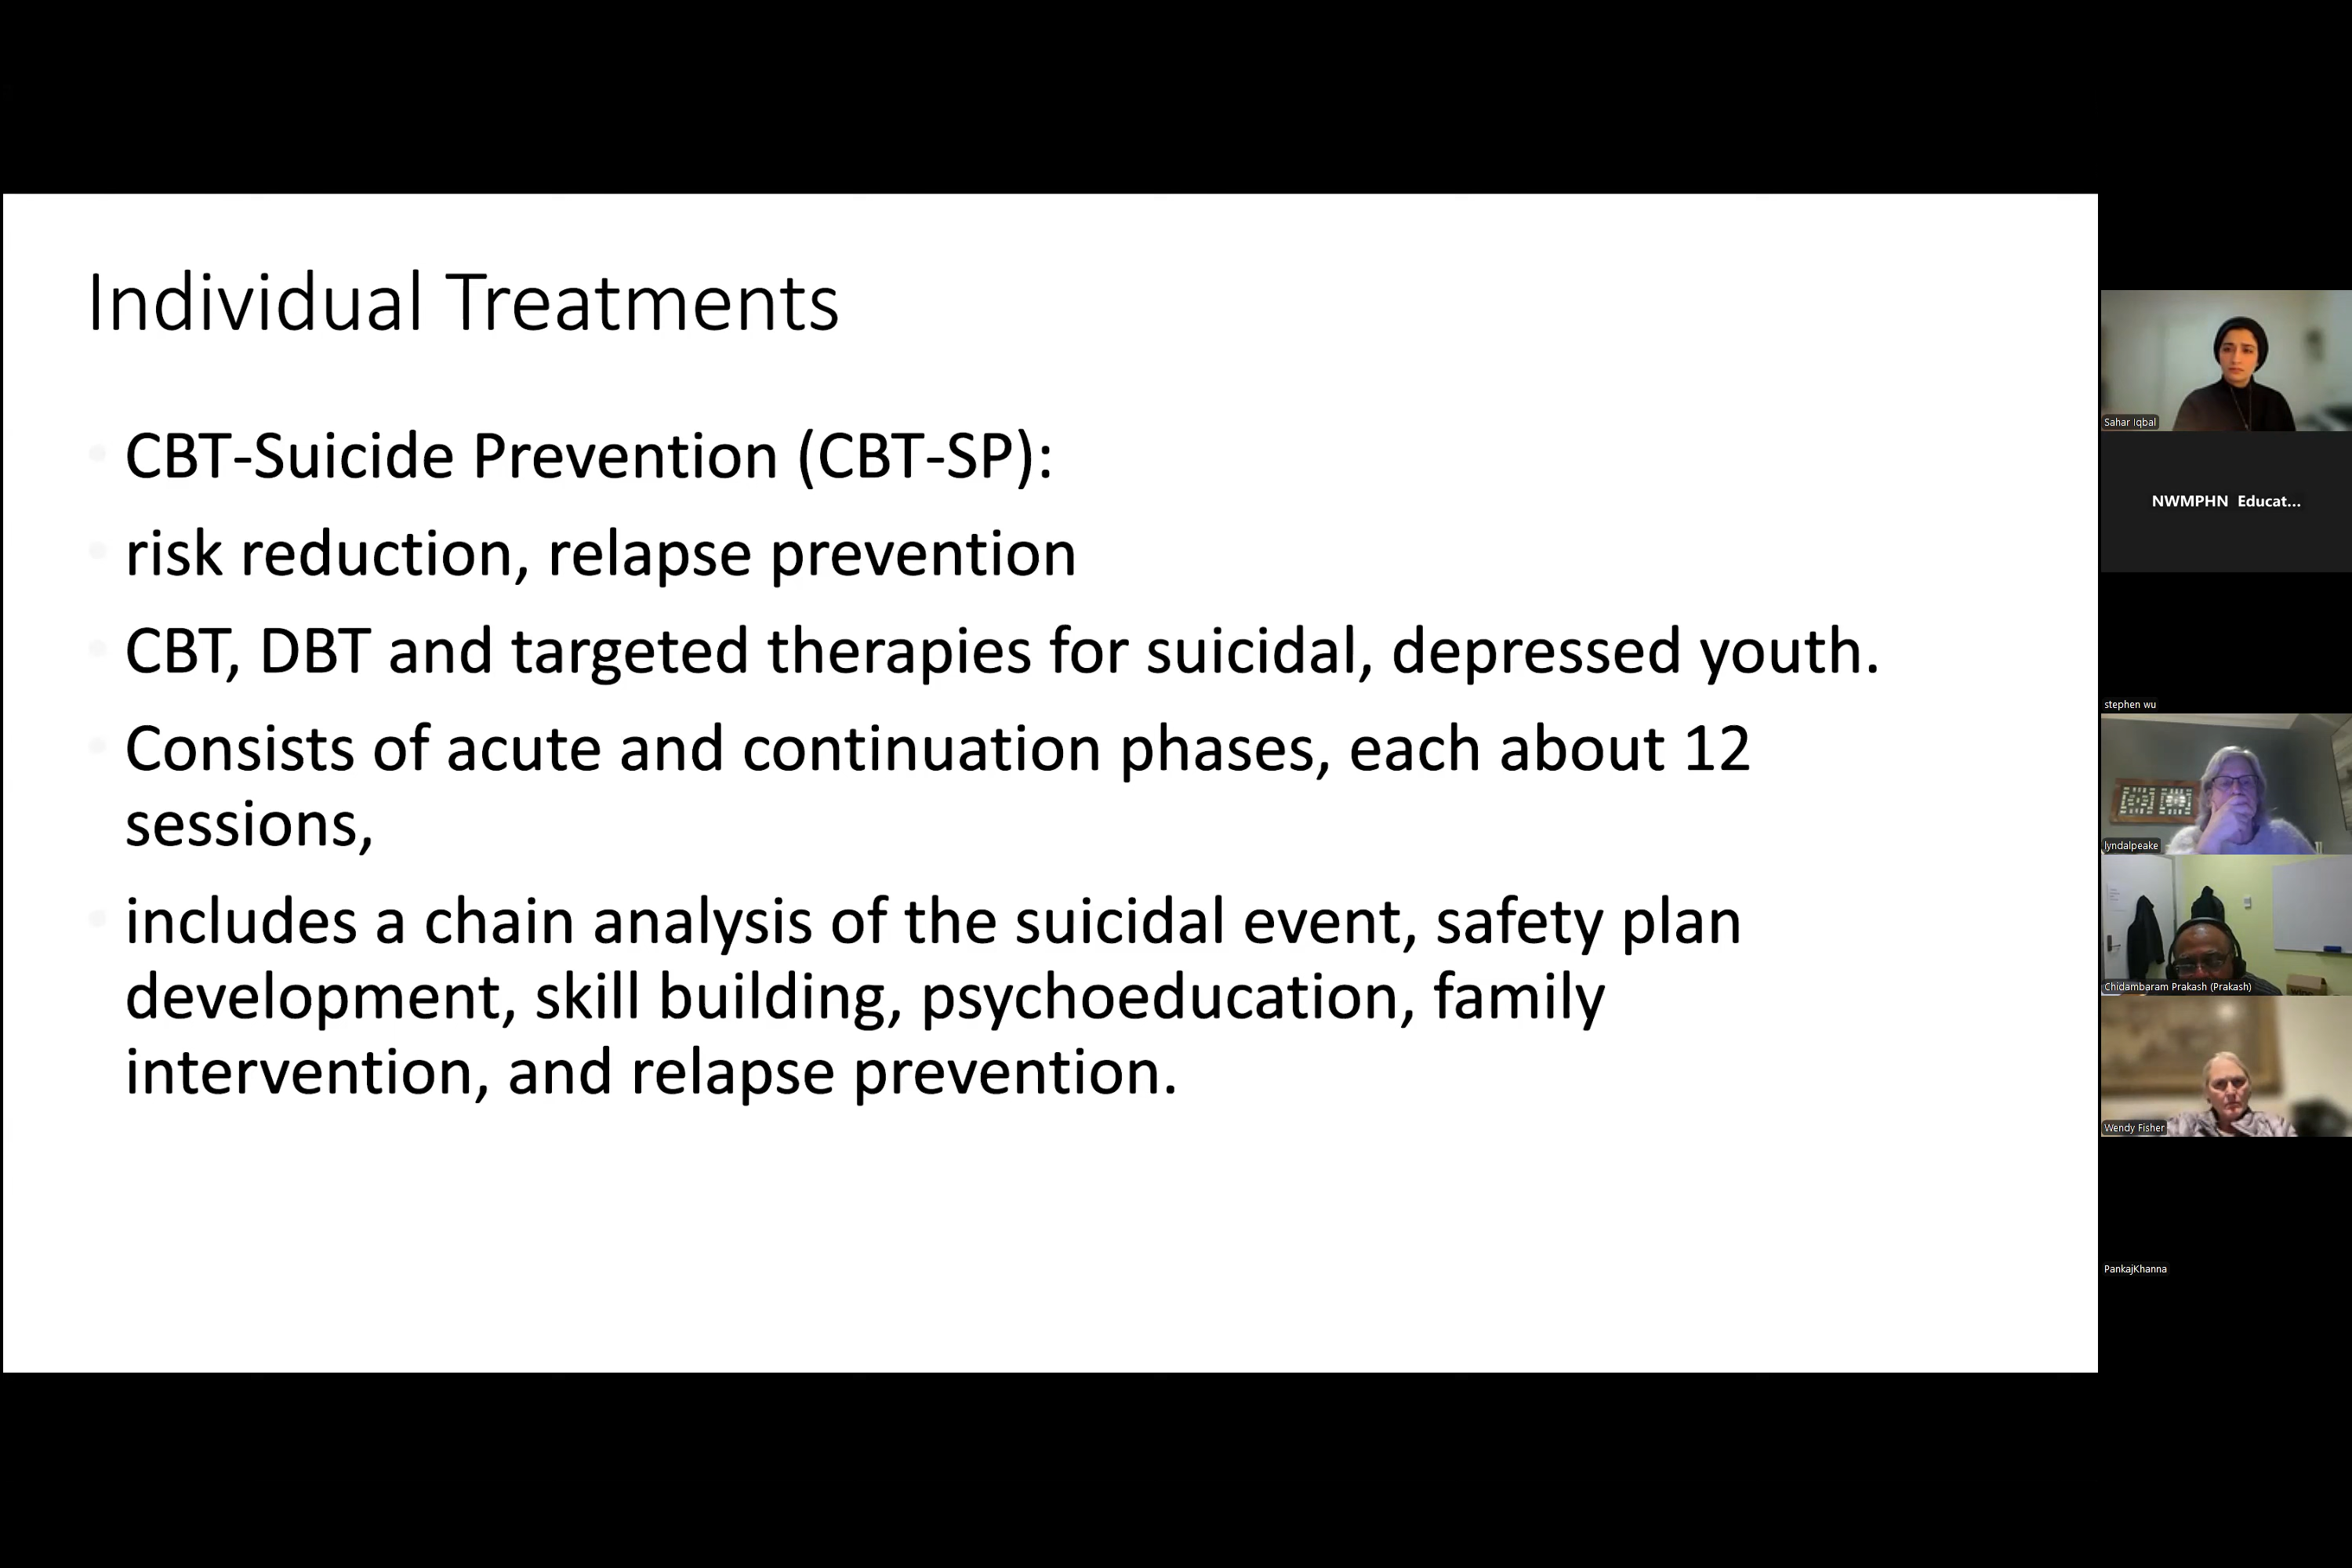 Individual Treatments
CBT-Suicide Prevention (CBT-SP):
risk reduction, relapse prevention
CBT, DBT and targeted therapies for suicidal, depressed youth.
Consists of acute and continuation phases, each about 12
sessions,
includes a chain analysis of the suicidal event, safety plan
development, skill building, psychoeducation, family
intervention, and relapse prevention.
Sahar Iqbal
NWMPHN Educat...
stephen wu
lyndalpeake
Chidambaram Prakash (Prakash)
Wendy Fisher
PankajKhanna